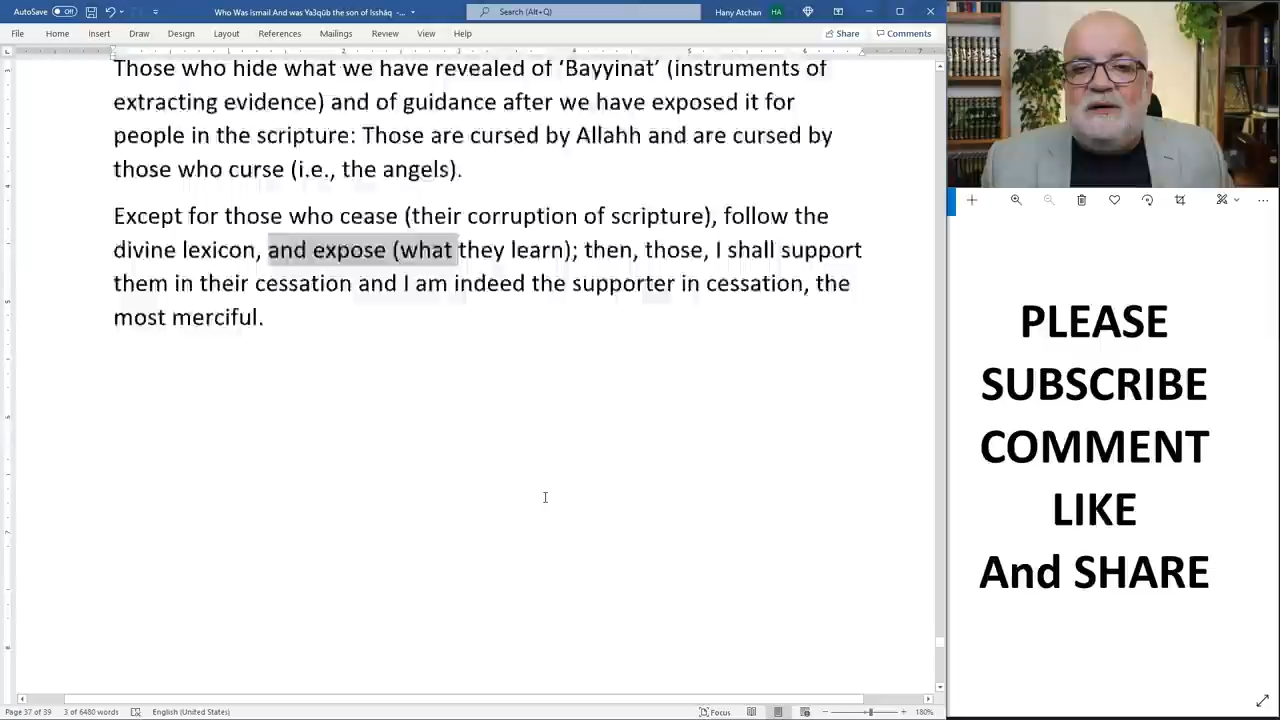 AutoSave Off
Who Was Ismail And was Ya3qūb the son of Isshāq -...
Search (Alt+Q)
Hany Atchan HA
File Home Insert Draw Design Layout References Mailings Review View Help Share Comments
Those who hide what we have revealed of ‘Bayyinat’ (instruments of
extracting evidence) and of guidance after we have exposed it for
people in the scripture: Those are cursed by Allahh and are cursed by
those who curse (i.e., the angels).
Except for those who cease (their corruption of scripture), follow the
divine lexicon, and expose (what they learn); then, those, I shall support
them in their cessation and I am indeed the supporter in cessation, the
most merciful.
PLEASE
SUBSCRIBE
COMMENT
LIKE
And SHARE
Page 37 of 39 3 of 6480 words English (United States) Focus 180%